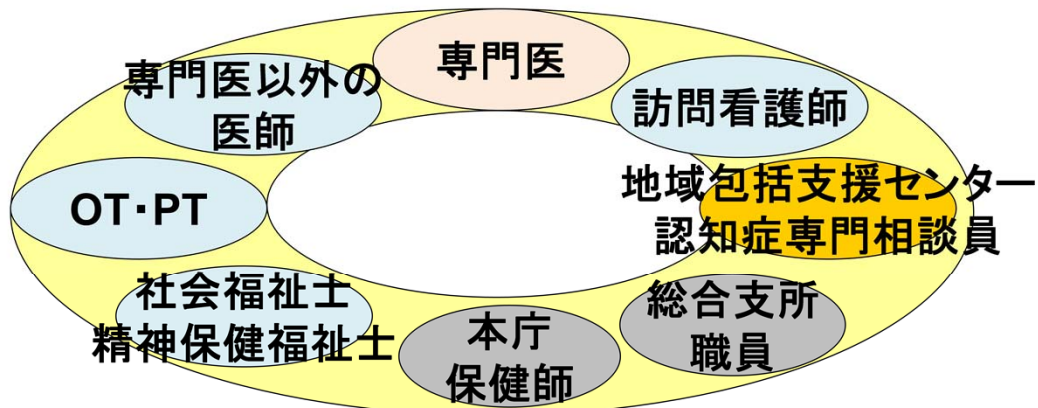 専門医
専門医以外の
医師
訪問看護師
OT・PT
地域包括支援センター
認知症専門相談員
社会福祉士
精神保健福祉士
本庁
保健師
総合支所
職員